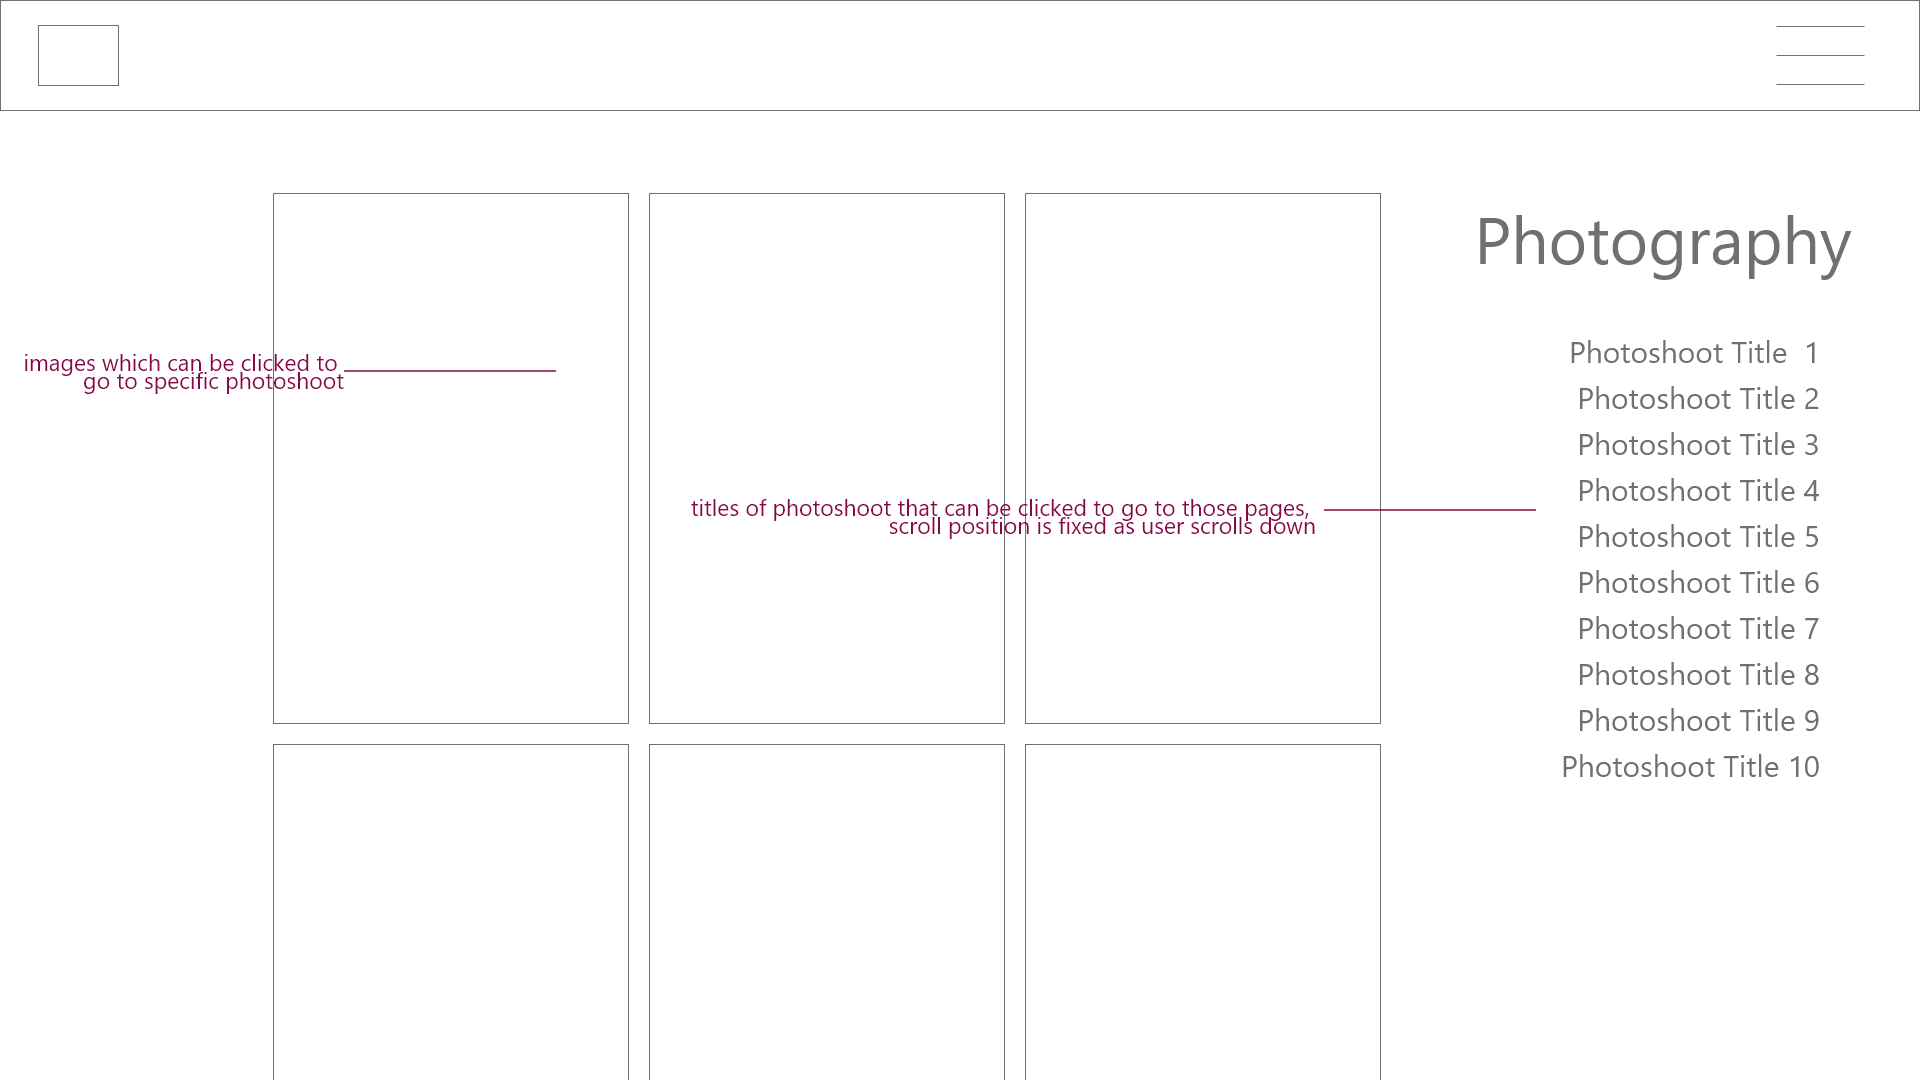 Photography
images which can be clicked to
go to specific photoshoot
titles of photoshoot that can be clicked to go to those pages,
scroll position is fixed as user scrolls down
Photoshoot Title  1
Photoshoot Title 2
Photoshoot Title 3
Photoshoot Title 4
Photoshoot Title 5
Photoshoot Title 6
Photoshoot Title 7
Photoshoot Title 8
Photoshoot Title 9
Photoshoot Title 10